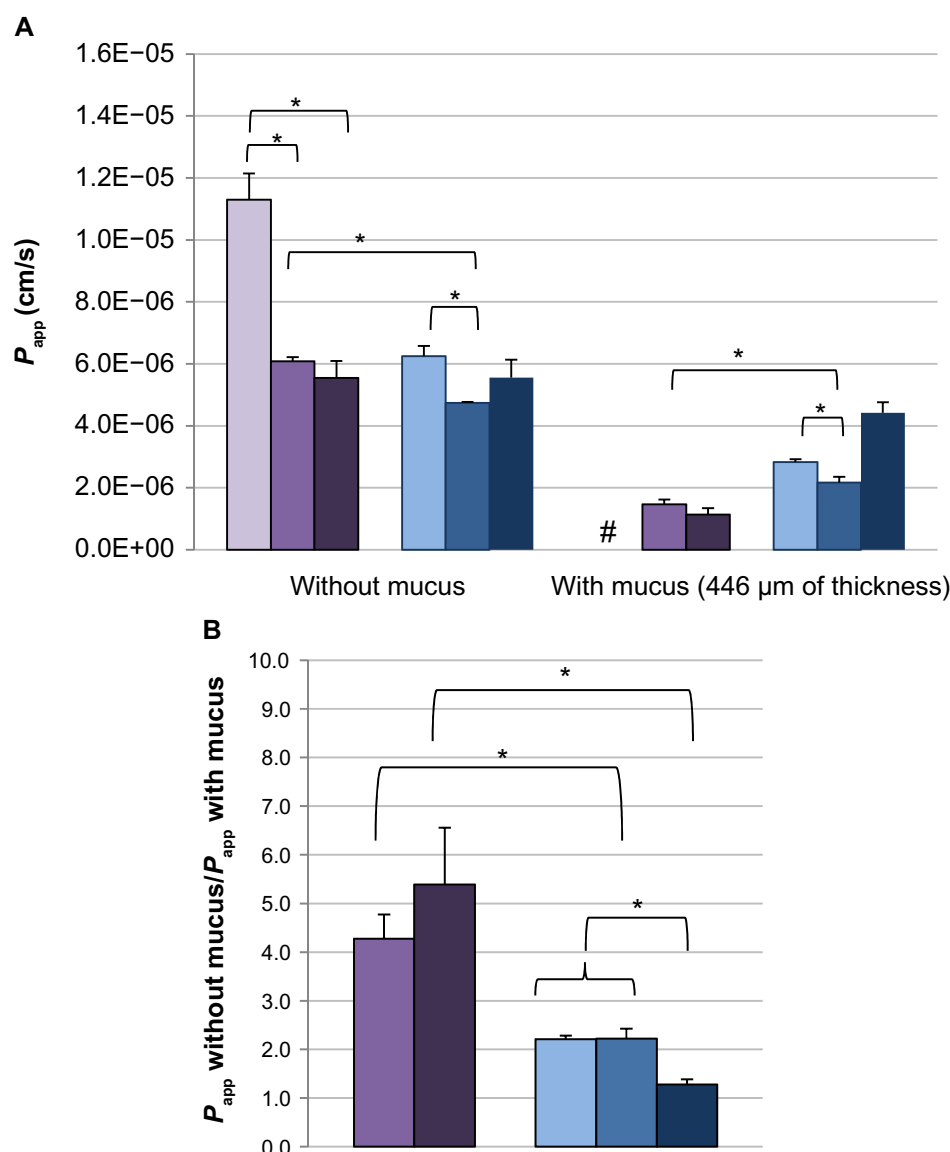 A
1.6E−05
1.4E−05
1.2E−05
1.0E−05
8.0E−06
6.0E−06
4.0E−06
2.0E−06
0.0E+00
Papp (cm/s)
*
*
*
*
*
*
#
Without mucus
With mucus (446 µm of thickness)
B
10.0
9.0
8.0
7.0
6.0
5.0
4.0
3.0
2.0
1.0
0.0
Papp without mucus/Papp with mucus
*
*
*